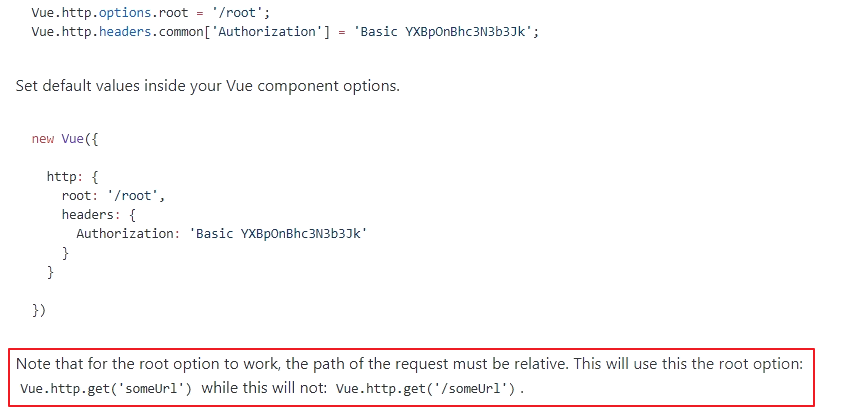 Vue.http.options.root = '/root';
Vue.http.headers.common['Authorization'] = 'Basic YXBpOnBhc3N3b3Jk';
Set default values inside your Vue component options.
new Vue({
http: {
root: '/root',
headers: {
Authorization: 'Basic YXBpOnBhc3N3b3Jk'
}
}
})
Note that for the root option to work, the path of the request must be relative. This will use this the root option:
Vue.http.get('someUrl') while this will not: Vue.http.get('/someUrl') .